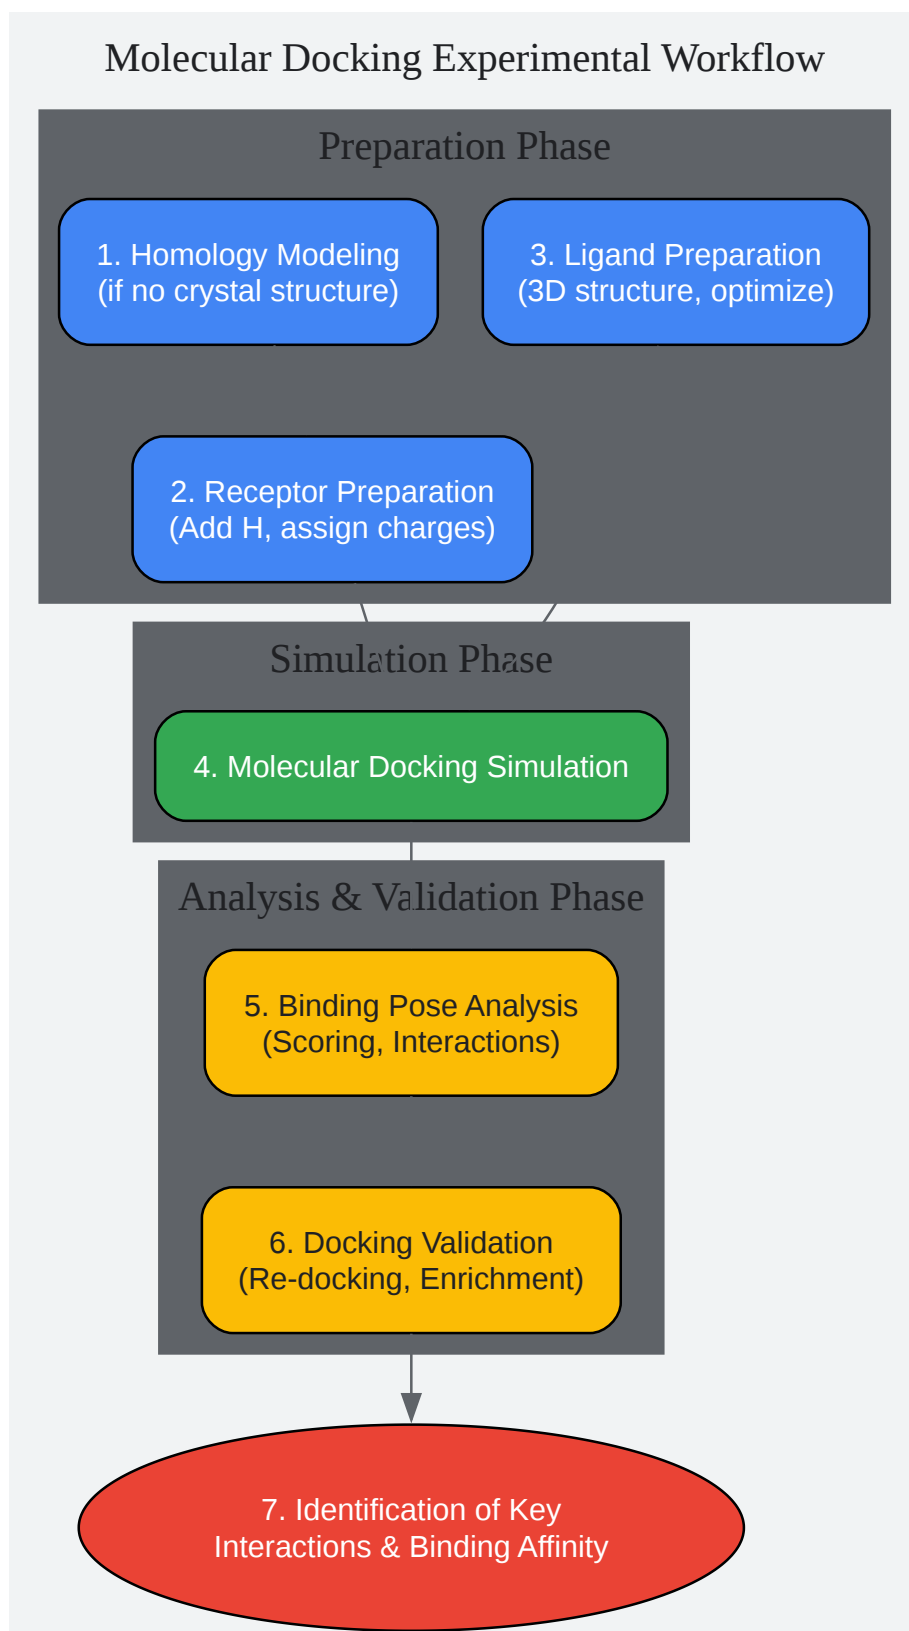 Molecular Docking Experimental Workflow
Preparation Phase
1. Homology Modeling
(if no crystal structure)
3. Ligand Preparation
(3D structure, optimize)
2. Receptor Preparation
(Add H, assign charges)
Simulation Phase
4. Molecular Docking Simulation
Analysis & Validation Phase
5. Binding Pose Analysis
(Scoring, Interactions)
6. Docking Validation
(Re-docking, Enrichment)
7. Identification of Key
Interactions & Binding Affinity